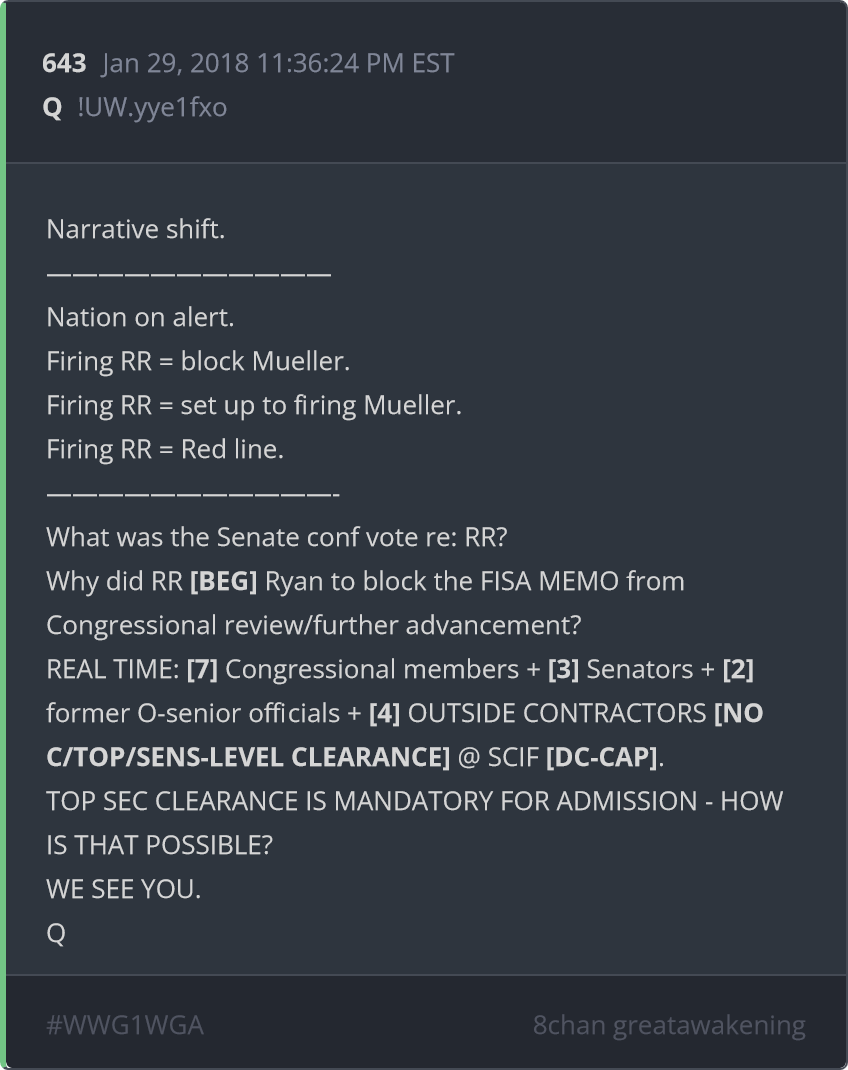 643 Jan 29, 2018 11:36:24 PM EST
Q !UW.yye1fxo
Narrative shift.
———————————
Nation on alert.
Firing RR = block Mueller.
Firing RR = set up to firing Mueller.
Firing RR = Red line.
———————————-
What was the Senate conf vote re: RR?
Why did RR [BEG] Ryan to block the FISA MEMO from
Congressional review/further advancement?
REAL TIME: [7] Congressional members + [3] Senators + [2]
former O-senior officials + [4] OUTSIDE CONTRACTORS [NO
C/TOP/SENS-LEVEL CLEARANCE] @ SCIF [DC-CAP].
TOP SEC CLEARANCE IS MANDATORY FOR ADMISSION - HOW
IS THAT POSSIBLE?
WE SEE YOU.
Q
#WWG1WGA 8chan greatawakening